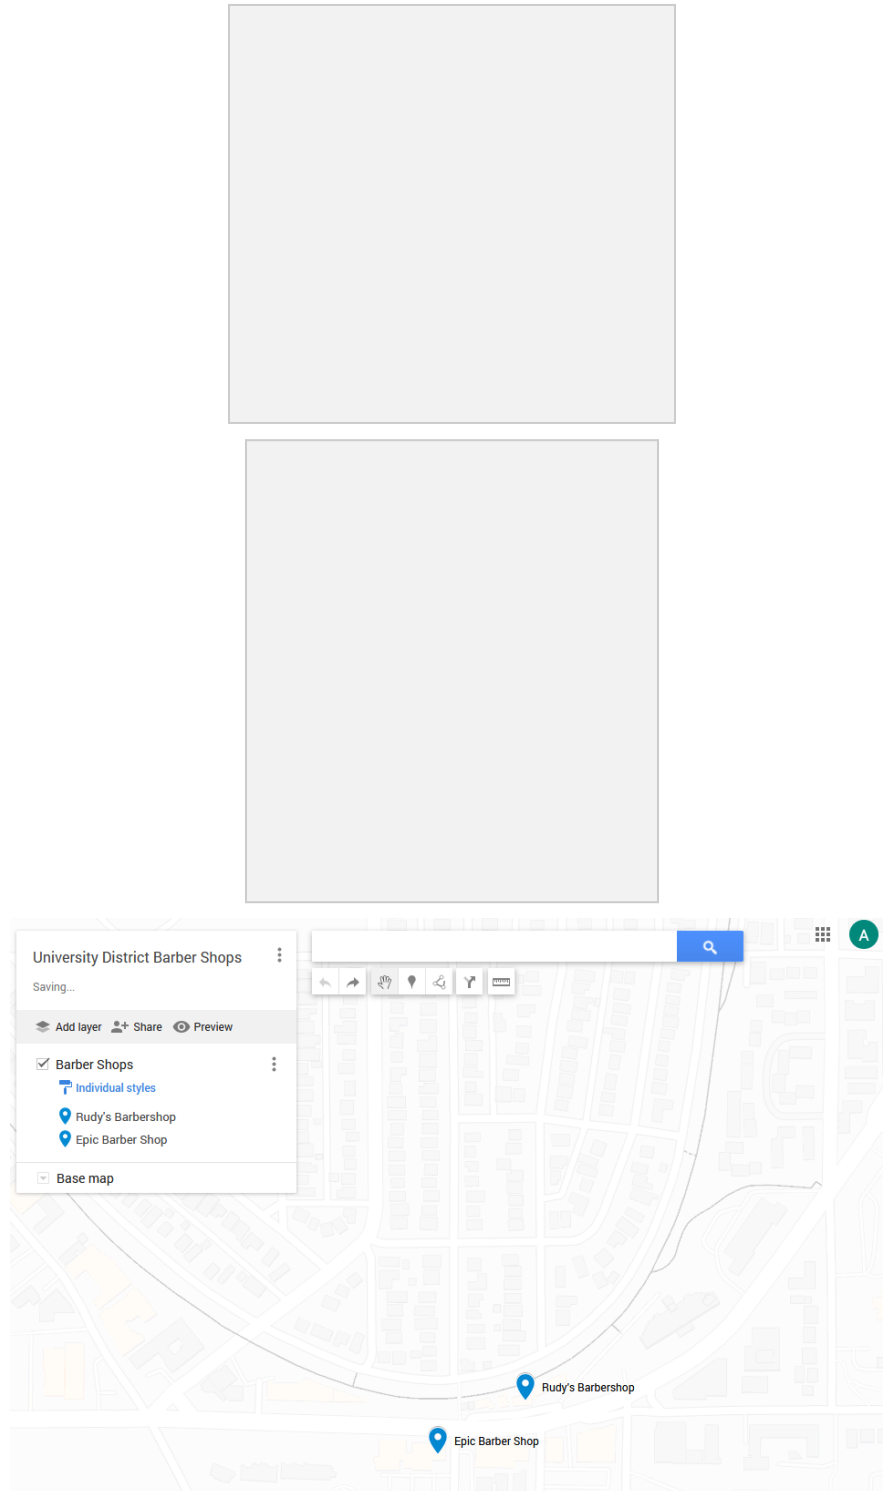 University District Barber Shops
Saving...
Add layer Share Preview
Barber Shops
Individual styles
Rudy's Barbershop
Epic Barber Shop
Base map
A
Rudy's Barbershop
Epic Barber Shop